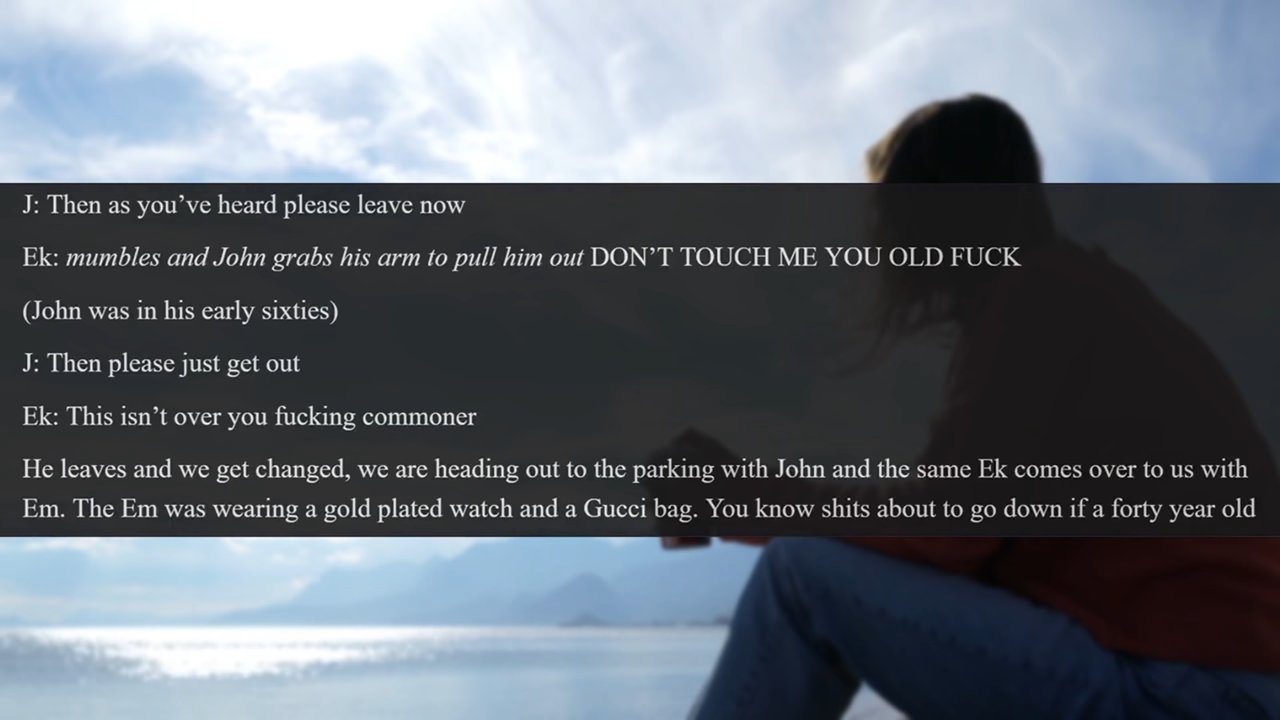 J: Then as you’ve heard please leave now
Ek: mumbles and John grabs his arm to pull him out DON’T TOUCH ME YOU OLD FUCK
(John was in his early sixties)
J: Then please just get out
Ek: This isn’t over you fucking commoner
He leaves and we get changed, we are heading out to the parking with John and the same Ek comes over to us with
Em. The Em was wearing a gold plated watch and a Gucci bag. You know shits about to go down if a forty year old